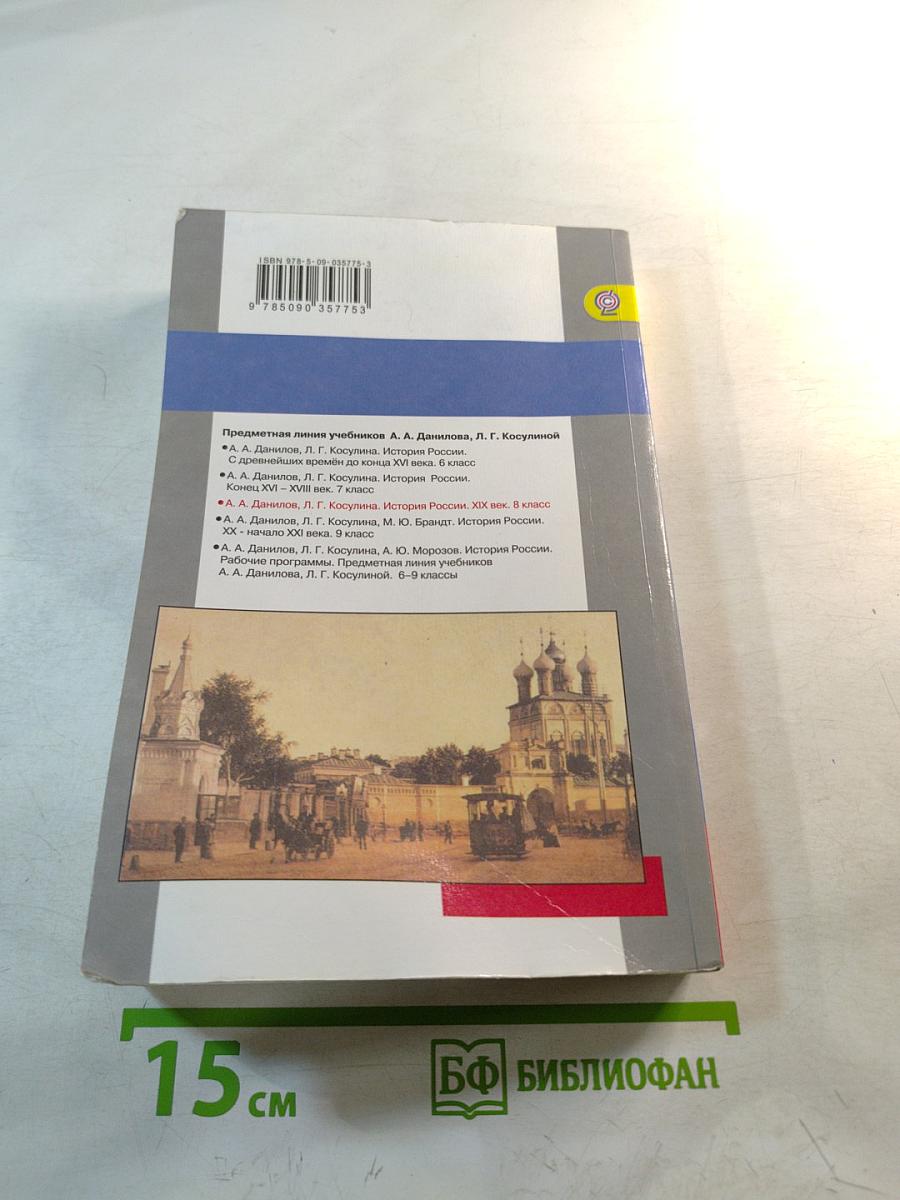 ISBN 978-5-09-035775-3
9 785090 357753
Предметная линия учебников А. А. Данилова, Л. Г. Косулиной
• А. А. Данилов, Л. Г. Косулина. История России.
С древнейших времён до конца XVI века. 6 класс
• А. А. Данилов, Л. Г. Косулина. История России.
Конец XVI – XVIII век. 7 класс
• А. А. Данилов, Л. Г. Косулина. История России. XIX век. 8 класс
• А. А. Данилов, Л. Г. Косулина, М. Ю. Брандт. История России.
XX - начало XXI века. 9 класс
• А. А. Данилов, Л. Г. Косулина, А. Ю. Морозов. История России.
Рабочие программы. Предметная линия учебников
А. А. Данилова, Л. Г. Косулиной. 6–9 классы
15 см
БФ БИБЛИОФАН